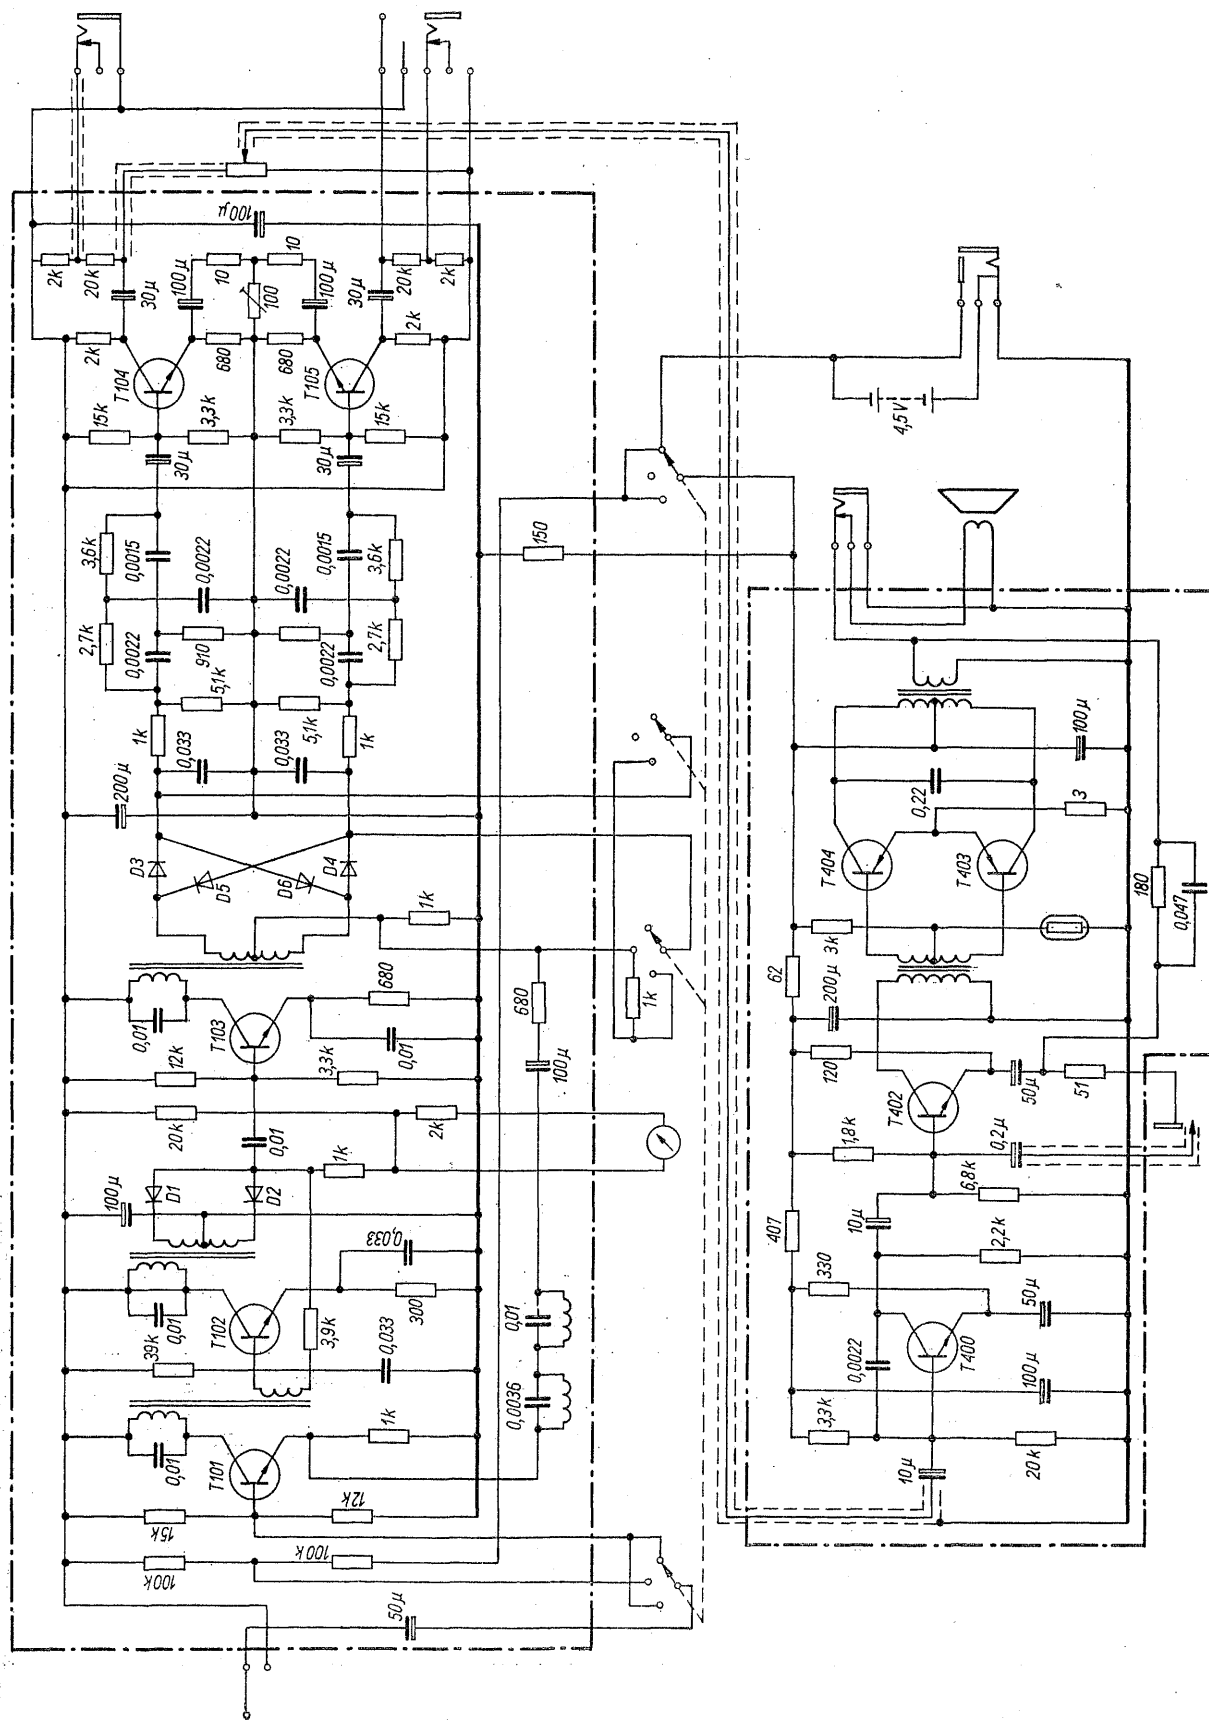 100µ
2k
20k
30µ
100µ
10
10
100
100µ
30µ
20k
2k
2k
T104
680
680
T105
2k
15k
3,3k
3,3k
15k
30µ
30µ
3,6k
0,0015
0,0022
0,0022
0,0015
3,6k
2,7k
0,0022
910
0,0022
2,7k
5,1k
5,1k
1k
0,033
0,033
1k
200µ
D3
D5
D6
D4
1k
0,01
T103
680
0,01
12k
3,3k
20k
0,01
2k
1k
100µ
D1
D2
0,033
0,01
T102
300
39k
3,9k
0,033
0,01
T101
1k
15k
12k
100k
100k
50µ
150
680
100µ
1k
0,01
0,0036
4,5V
100µ
0,22
3
T404
T403
180
0,047
3k
62
200µ
120
T402
50µ
51
1,8k
0,2µ
6,8k
10µ
407
2,2k
330
50µ
0,0022
T400
100µ
3,3k
20k
10µ